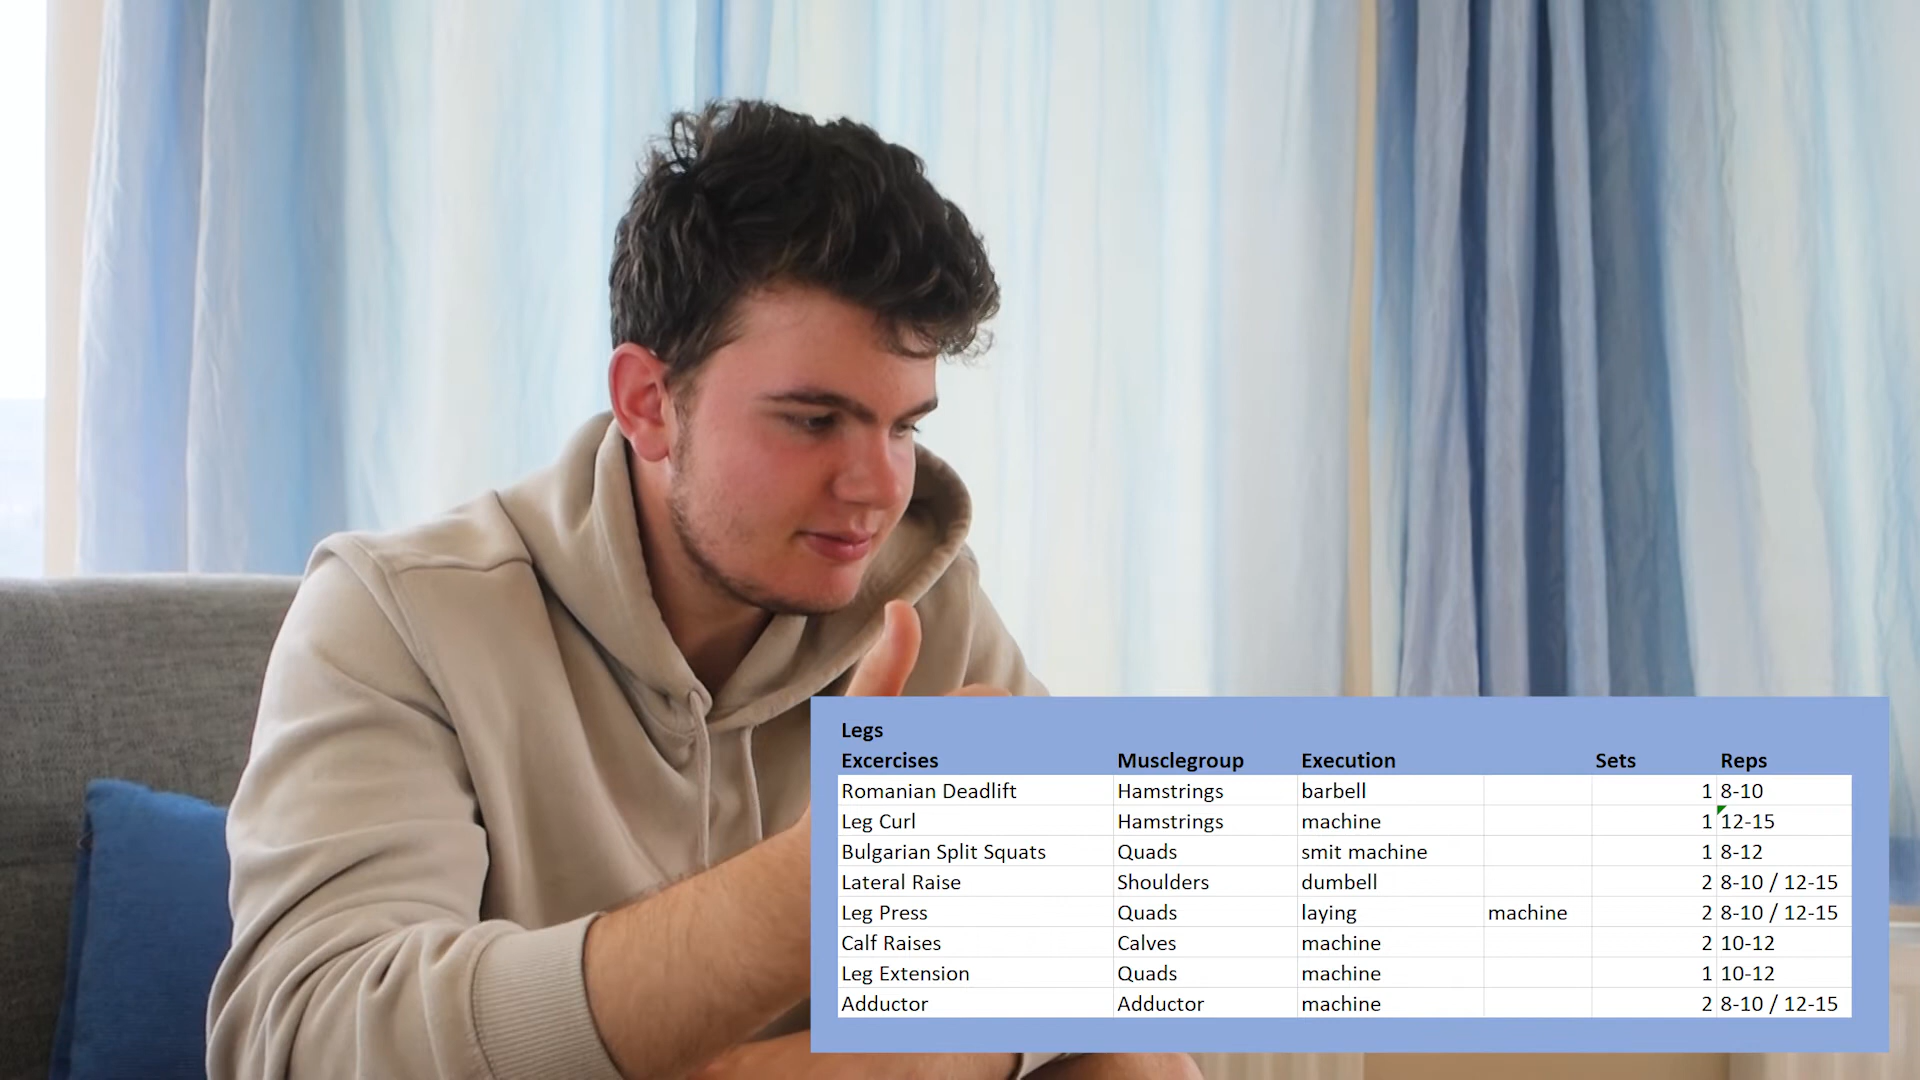 Legs
Excercises Musclegroup Execution Sets Reps
Romanian Deadlift Hamstrings barbell 1 8-10
Leg Curl Hamstrings machine 1 12-15
Bulgarian Split Squats Quads smit machine 1 8-12
Lateral Raise Shoulders dumbell 2 8-10 / 12-15
Leg Press Quads laying machine 2 8-10 / 12-15
Calf Raises Calves machine 2 10-12
Leg Extension Quads machine 1 10-12
Adductor Adductor machine 2 8-10 / 12-15